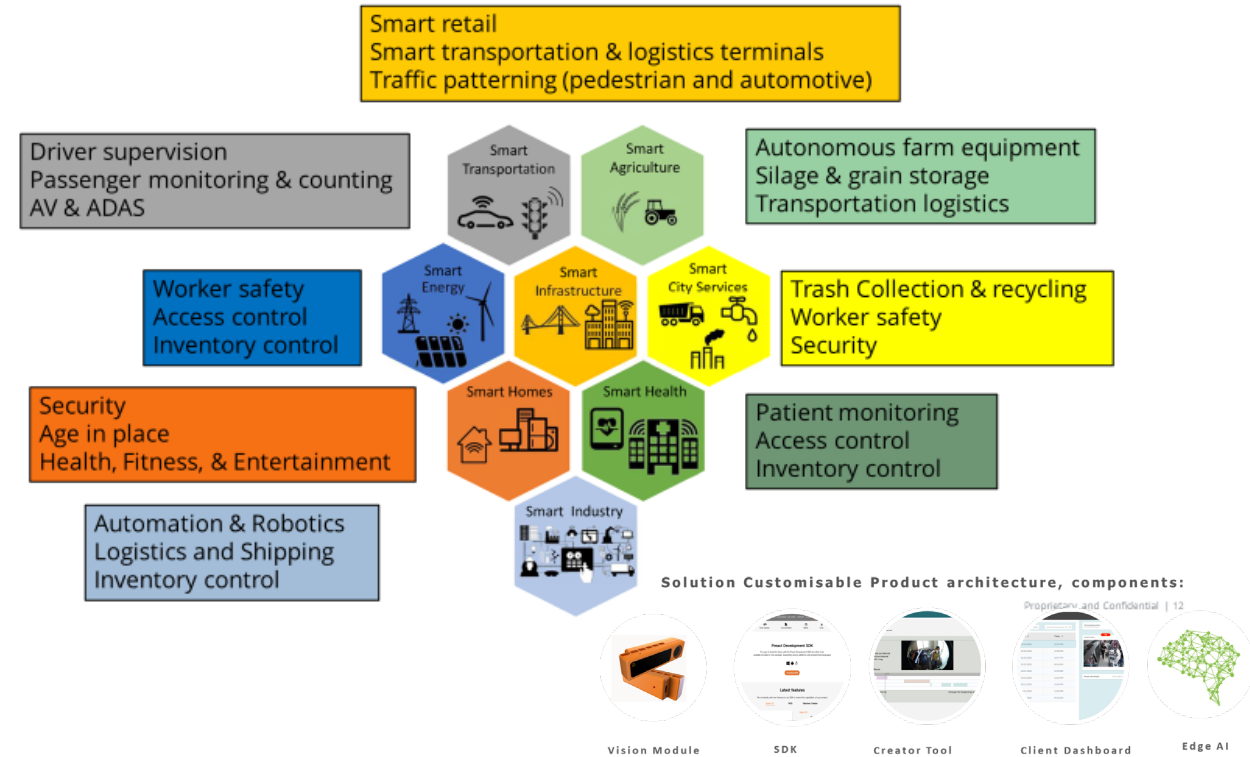 Smart retail
Smart transportation & logistics terminals
Traffic patterning (pedestrian and automotive)
Driver supervision
Passenger monitoring & counting
AV & ADAS
Smart
Transportation
Smart
Agriculture
Autonomous farm equipment
Silage & grain storage
Transportation logistics
Worker safety
Access control
Inventory control
Smart
Energy
Smart
Infrastructure
Smart
City Services
Trash Collection & recycling
Worker safety
Security
Security
Age in place
Health, Fitness, & Entertainment
Smart Homes
Smart Health
Patient monitoring
Access control
Inventory control
Automation & Robotics
Logistics and Shipping
Inventory control
Smart Industry
Solution Customisable Product architecture, components:
Proprietary and Confidential | 12
Development SDK
Latest features
Vision Module
SDK
Creator Tool
Client Dashboard
Edge AI